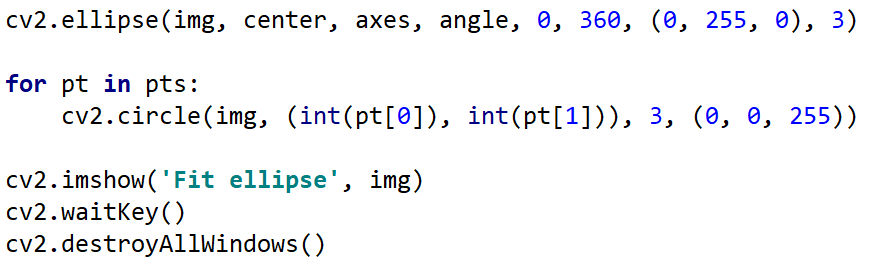 cv2.ellipse(img, center, axes, angle, 0, 360, (0, 255, 0), 3)
for pt in pts:
    cv2.circle(img, (int(pt[0]), int(pt[1])), 3, (0, 0, 255))
cv2.imshow('Fit ellipse', img)
cv2.waitKey()
cv2.destroyAllWindows()